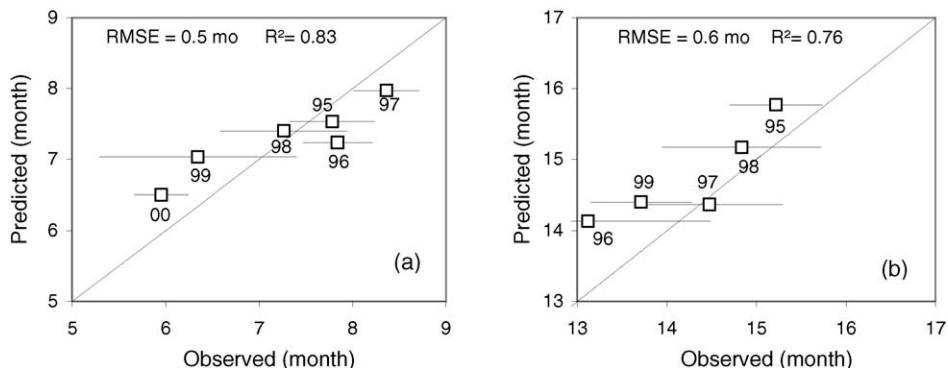 RMSE = 0.5 mo R²= 0.83
9
8
7
6
5
Predicted (month)
95
97
98
96
99
00
(a)
5 6 7 8 9
Observed (month)
RMSE = 0.6 mo R²= 0.76
17
16
15
14
13
Predicted (month)
95
98
99 97
96
(b)
13 14 15 16 17
Observed (month)